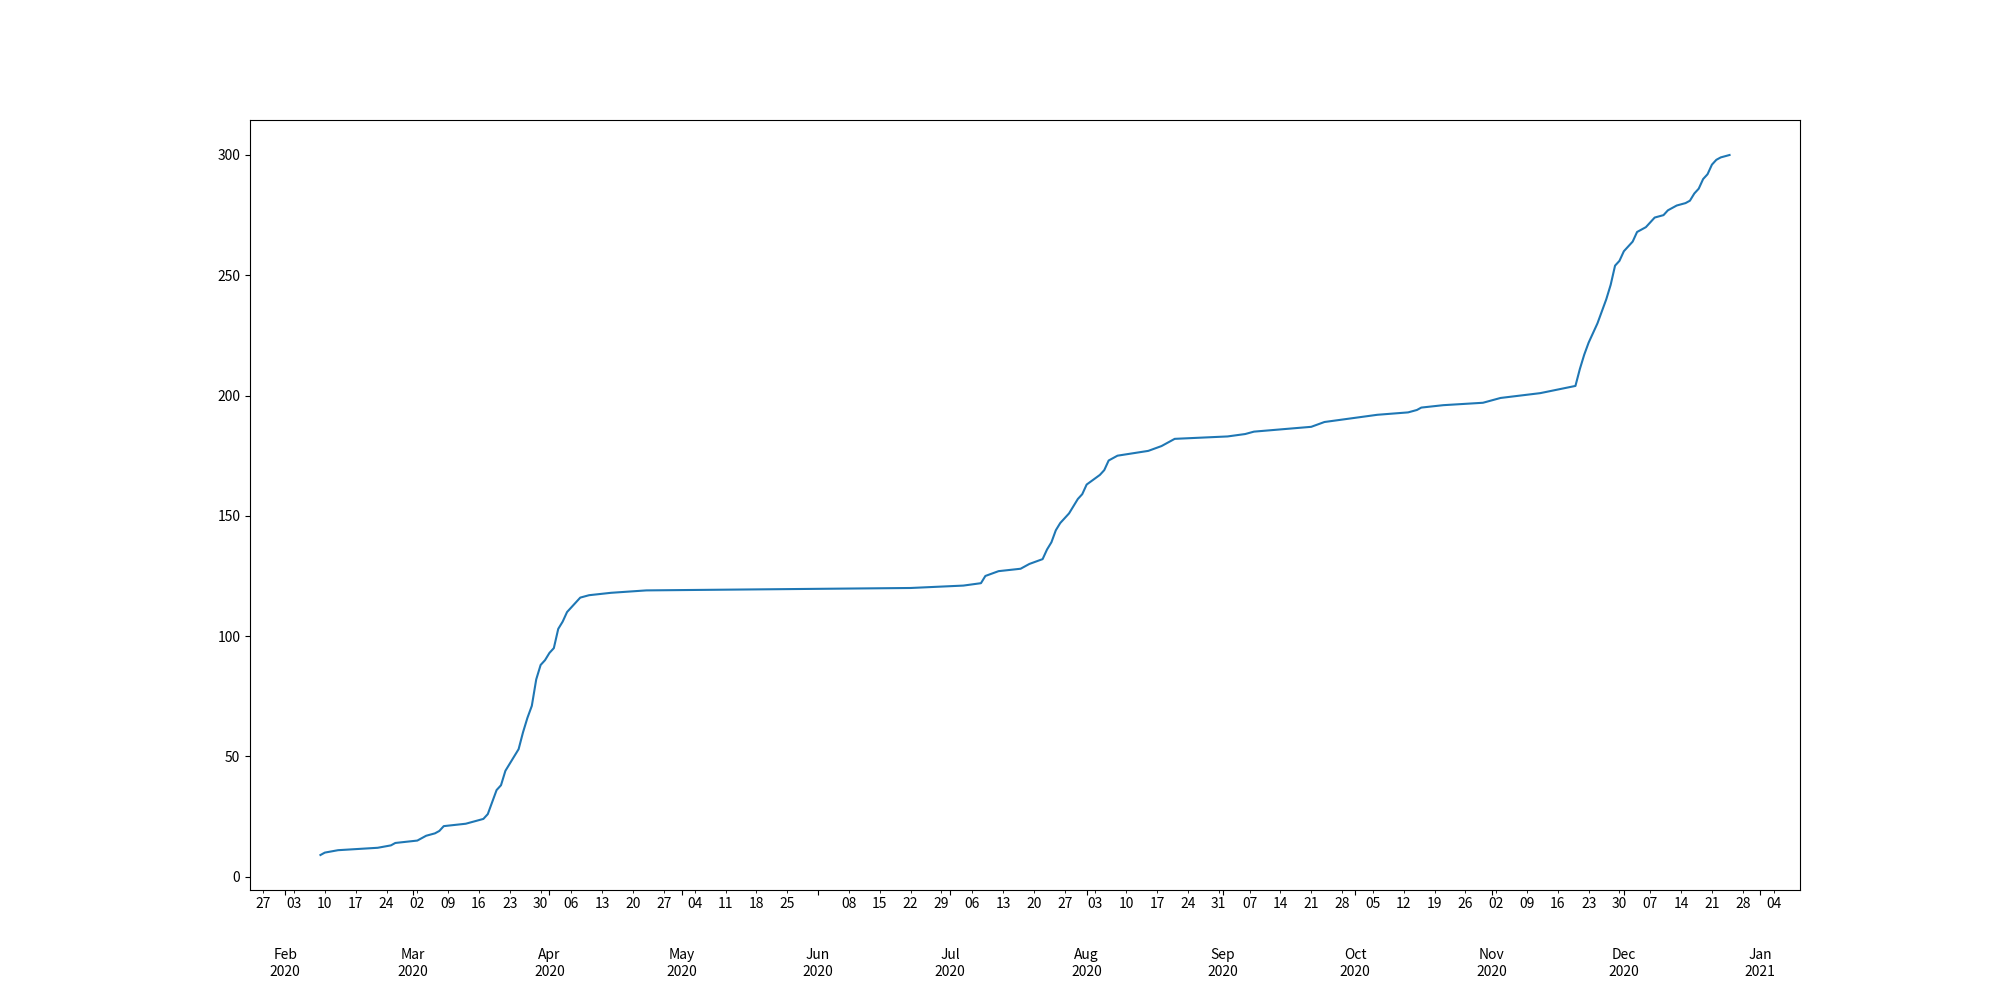 300
250
200
150
100
50
0
27 03 10 17 24 02 09 16 23 30 06 13 20 27 04 11 18 25 08 15 22 29 06 13 20 27 03 10 17 24 31 07 14 21 28 05 12 19 26 02 09 16 23 30 07 14 21 28 04
Feb Mar Apr May Jun Jul Aug Sep Oct Nov Dec Jan
2020 2020 2020 2020 2020 2020 2020 2020 2020 2020 2020 2021